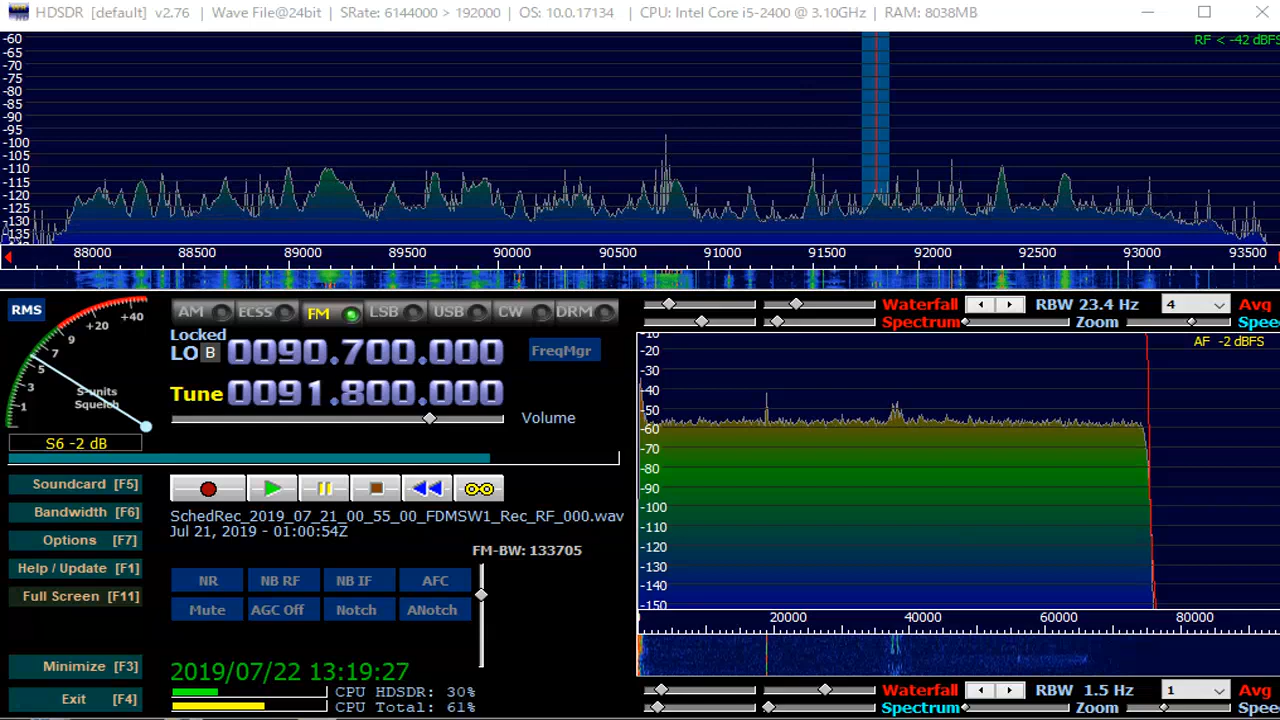 HDSDR [default] v2.76 | Wave File@24bit | SRate: 6144000 > 192000 | OS: 10.0.17134 | CPU: Intel Core i5-2400 @ 3.10GHz | RAM: 8038MB
RF < -42 dBFS
-60
-65
-70
-75
-80
-85
-90
-95
-100
-105
-110
-115
-120
-125
-135
88000 88500 89000 89500 90000 90500 91000 91500 92000 92500 93000 93500
RMS
+20 +40
1 3 5 7 9
S-units
Squelch
S6 -2 dB
AM ECSS FM LSB USB CW DRM
Locked
LO B 0090.700.000 FreqMgr
Tune 0091.800.000
Volume
Waterfall RBW 23.4 Hz 4 Avg
Spectrum Zoom Spee
AF -2 dBFS
-20
-30
-40
-50
-60
-70
-80
-90
-100
-110
-120
-130
-140
-150
20000 40000 60000 80000
Soundcard [F5]
Bandwidth [F6]
Options [F7]
Help / Update [F1]
Full Screen [F11]
Minimize [F3]
Exit [F4]
SchedRec_2019_07_21_00_55_00_FDMSW1_Rec_RF_000.wav
Jul 21, 2019 - 01:00:54Z
FM-BW: 133705
NR NB RF NB IF AFC
Mute AGC Off Notch ANotch
2019/07/22 13:19:27
CPU HDSDR: 30%
CPU Total: 61%
Waterfall RBW 1.5 Hz 1 Avg
Spectrum Zoom Spee